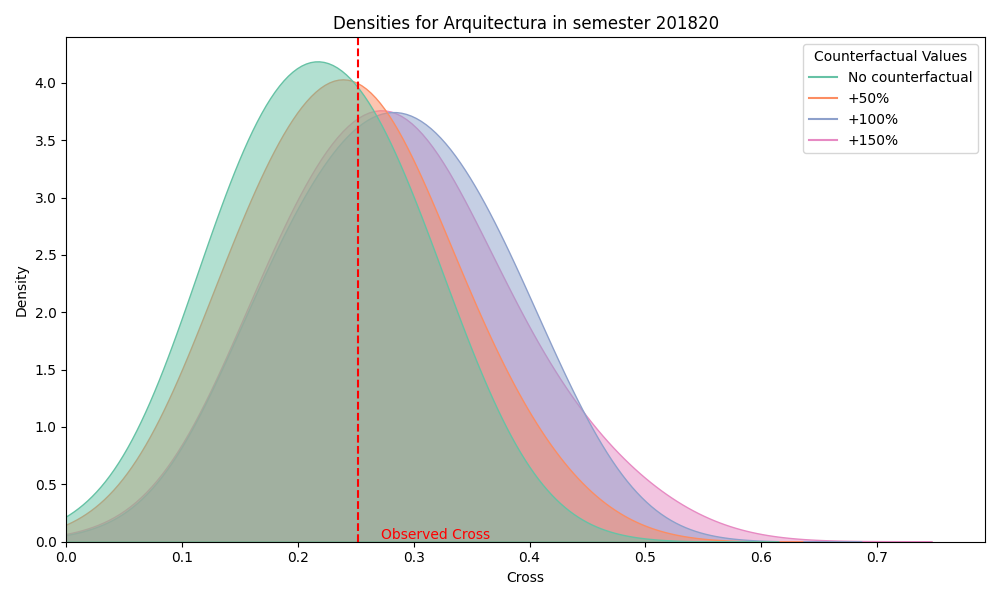 Densities for Arquitectura in semester 201820
Counterfactual Values
No counterfactual
+50%
+100%
+150%
Density
4.0
3.5
3.0
2.5
2.0
1.5
1.0
0.5
0.0
Observed Cross
0.0 0.1 0.2 0.3 0.4 0.5 0.6 0.7
Cross